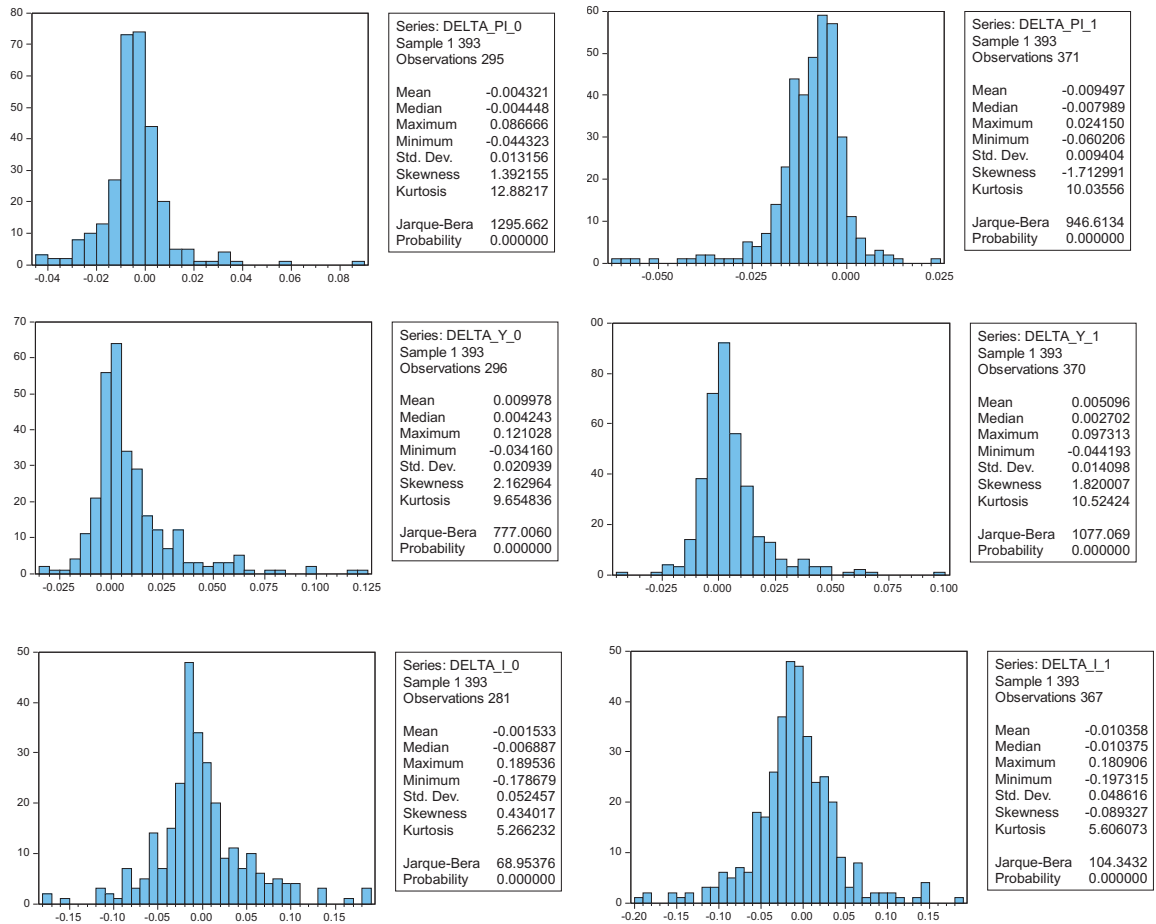 80
70
60
50
40
30
20
10
0
-0.04 -0.02 0.00 0.02 0.04 0.06 0.08
Series: DELTA_PI_0
Sample 1 393
Observations 295
Mean -0.004321
Median -0.004448
Maximum 0.086666
Minimum -0.044323
Std. Dev. 0.013156
Skewness 1.392155
Kurtosis 12.88217
Jarque-Bera 1295.662
Probability 0.000000
60
50
40
30
20
10
0
-0.050 -0.025 0.000 0.025
Series: DELTA_PI_1
Sample 1 393
Observations 371
Mean -0.009497
Median -0.007989
Maximum 0.024150
Minimum -0.060206
Std. Dev. 0.009404
Skewness -1.712991
Kurtosis 10.03556
Jarque-Bera 946.6134
Probability 0.000000
70
60
50
40
30
20
10
0
-0.025 0.000 0.025 0.050 0.075 0.100 0.125
Series: DELTA_Y_0
Sample 1 393
Observations 296
Mean 0.009978
Median 0.004243
Maximum 0.121028
Minimum -0.034160
Std. Dev. 0.020939
Skewness 2.162964
Kurtosis 9.654836
Jarque-Bera 777.0060
Probability 0.000000
00
80
60
40
20
0
-0.025 0.000 0.025 0.050 0.075 0.100
Series: DELTA_Y_1
Sample 1 393
Observations 370
Mean 0.005096
Median 0.002702
Maximum 0.097313
Minimum -0.044193
Std. Dev. 0.014098
Skewness 1.820007
Kurtosis 10.52424
Jarque-Bera 1077.069
Probability 0.000000
50
40
30
20
10
0
-0.15 -0.10 -0.05 0.00 0.05 0.10 0.15
Series: DELTA_I_0
Sample 1 393
Observations 281
Mean -0.001533
Median -0.006887
Maximum 0.189536
Minimum -0.178679
Std. Dev. 0.052457
Skewness 0.434017
Kurtosis 5.266232
Jarque-Bera 68.95376
Probability 0.000000
50
40
30
20
10
0
-0.20 -0.15 -0.10 -0.05 0.00 0.05 0.10 0.15
Series: DELTA_I_1
Sample 1 393
Observations 367
Mean -0.010358
Median -0.010375
Maximum 0.180906
Minimum -0.197315
Std. Dev. 0.048616
Skewness -0.089327
Kurtosis 5.606073
Jarque-Bera 104.3432
Probability 0.000000